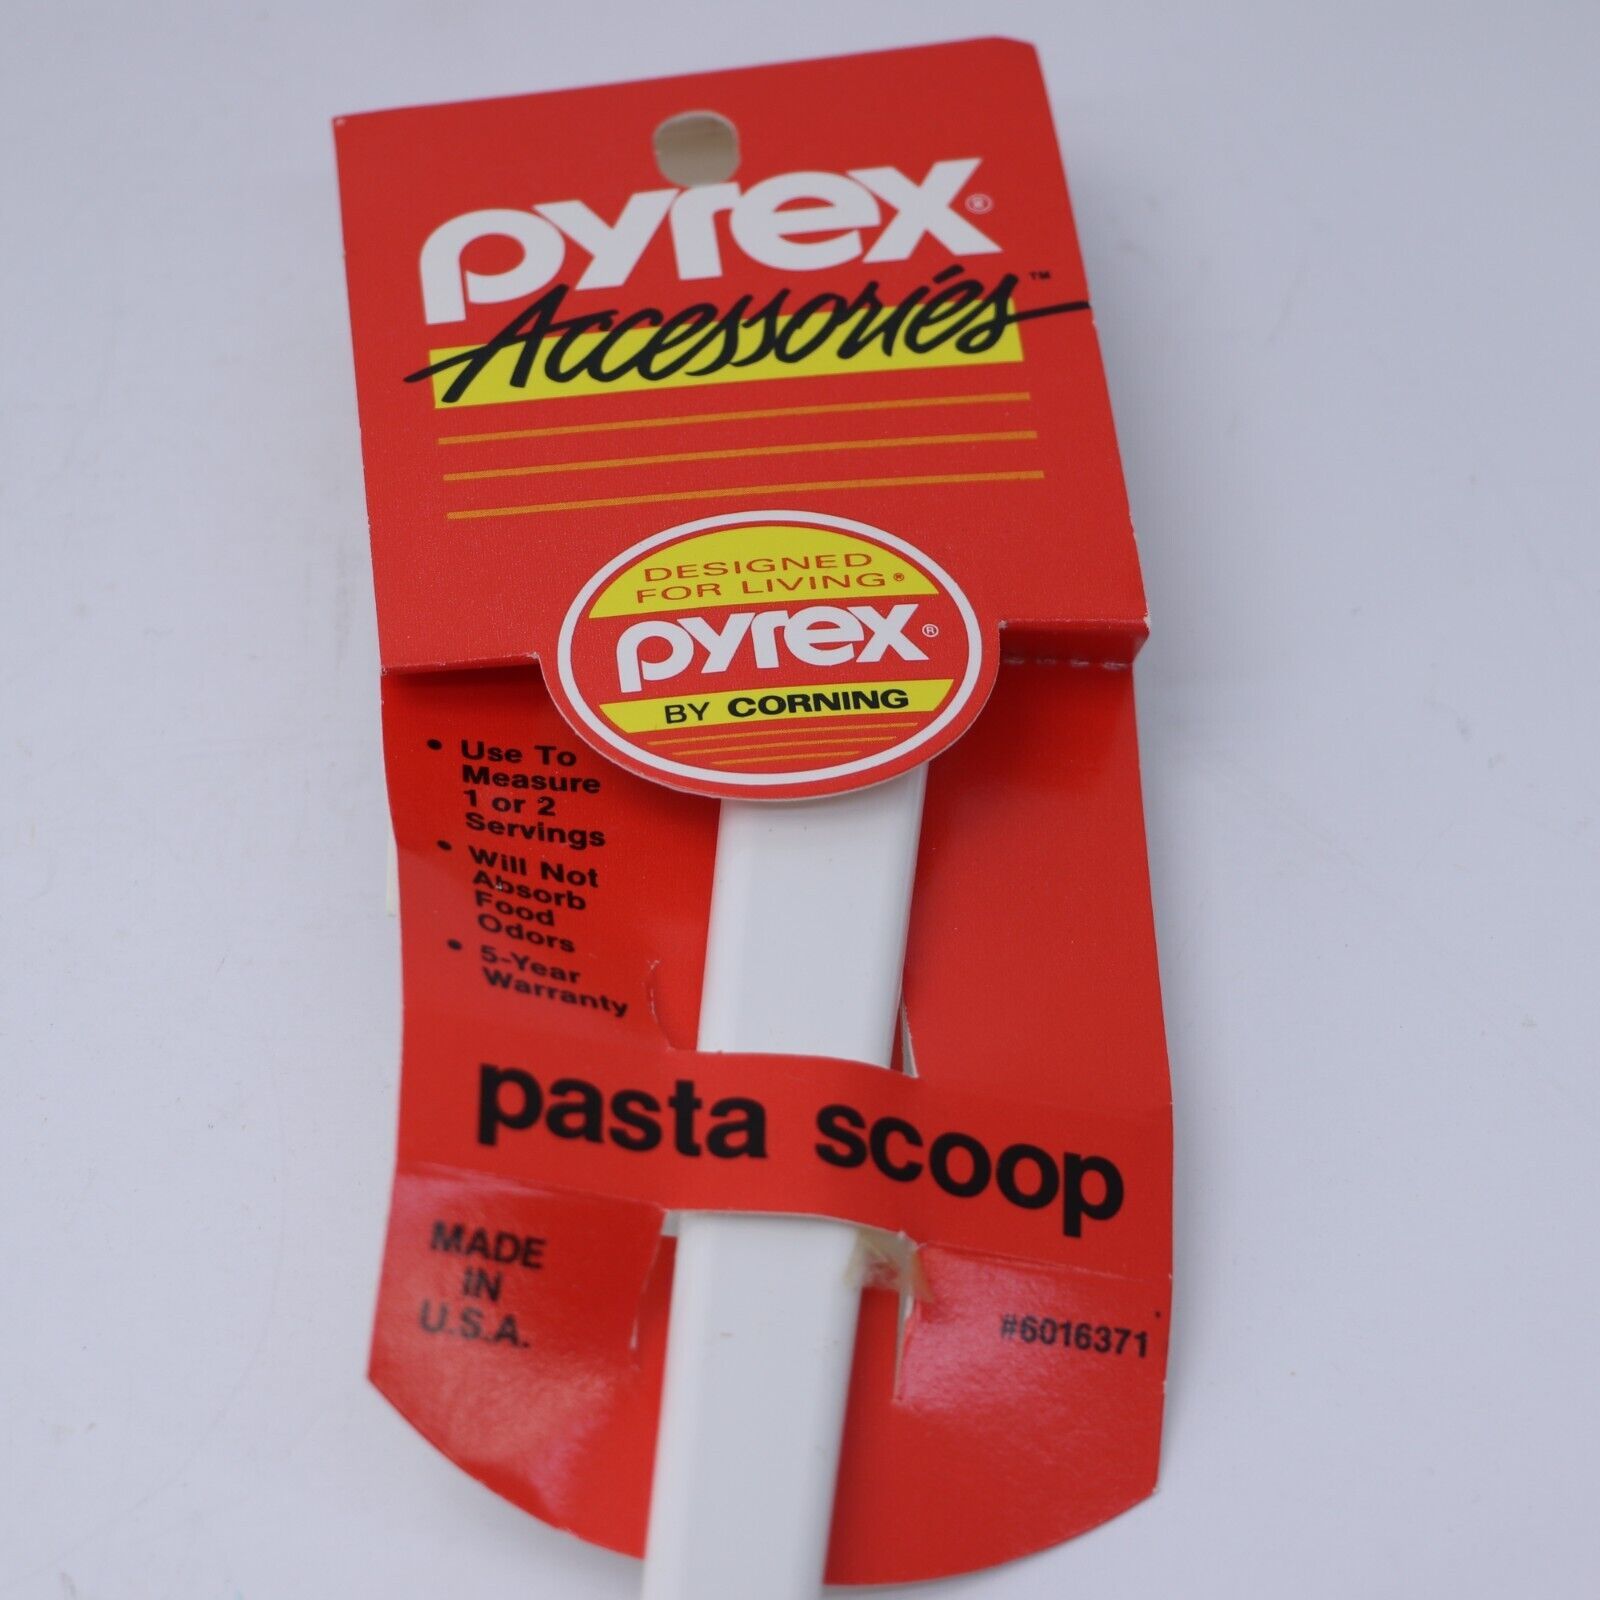 pyrex®
Accessoriés™
DESIGNED
FOR LIVING®
pyrex®
BY CORNING
• Use To
Measure
1 or 2
Servings
• Will Not
Absorb
Food
Odors
• 5-Year
Warranty
pasta scoop
MADE
IN
U.S.A.
#6016371